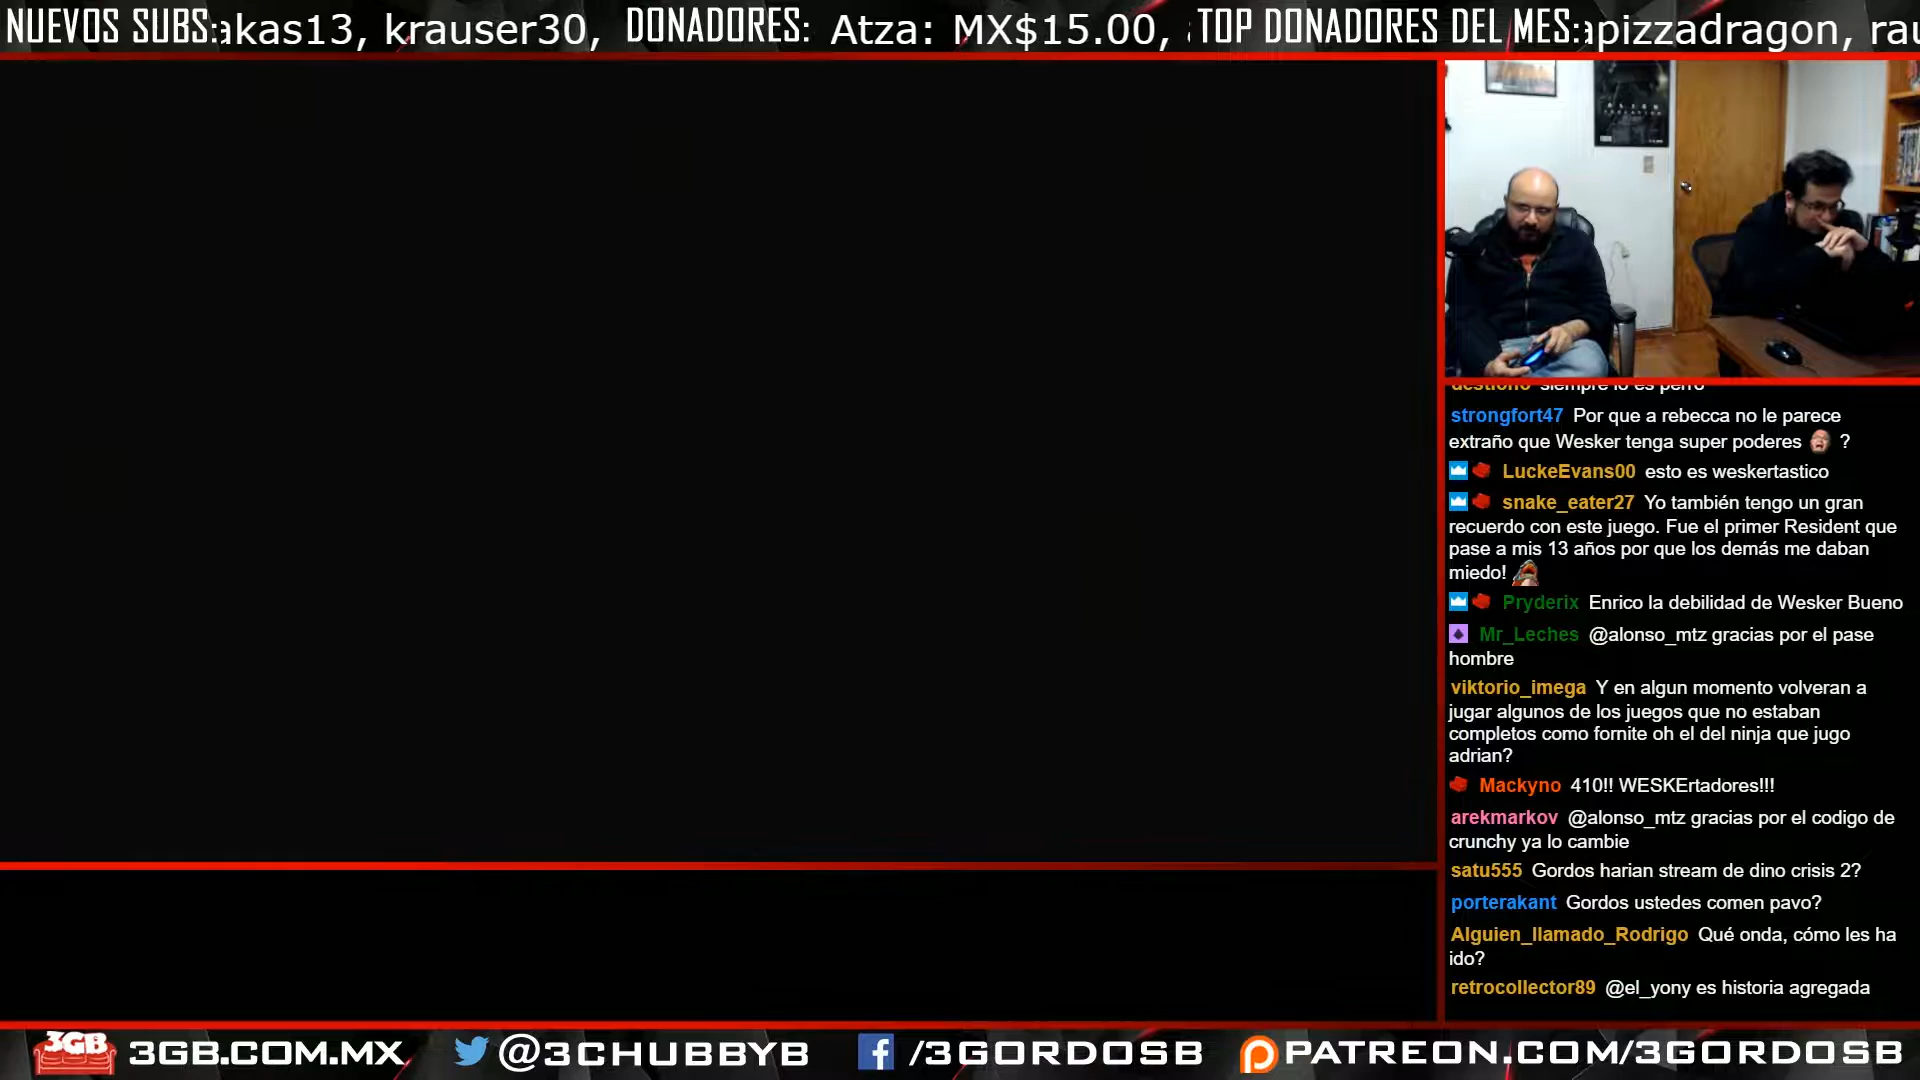 NUEVOS SUBS: akas13, krauser30, DONADORES: Atza: MX$15.00, TOP DONADORES DEL MES: apizzadragon, rau
siempre lo es perro
strongfort47 Por que a rebecca no le parece
extraño que Wesker tenga super poderes ?
LuckeEvans00 esto es weskertastico
snake_eater27 Yo también tengo un gran
recuerdo con este juego. Fue el primer Resident que
pase a mis 13 años por que los demás me daban
miedo!
Pryderix Enrico la debilidad de Wesker Bueno
Mr_Leches @alonso_mtz gracias por el pase
hombre
viktorio_imega Y en algun momento volveran a
jugar algunos de los juegos que no estaban
completos como fornite oh el del ninja que jugo
adrian?
Mackyno 410!! WESKErtadores!!!
arekmarkov @alonso_mtz gracias por el codigo de
crunchy ya lo cambie
satu555 Gordos harian stream de dino crisis 2?
porterakant Gordos ustedes comen pavo?
Alguien_llamado_Rodrigo Qué onda, cómo les ha
ido?
retrocollector89 @el_yony es historia agregada
3GB 3GB.COM.MX @3CHUBBYB /3GORDOSB PATREON.COM/3GORDOSB